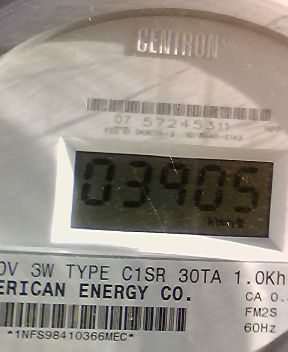 CENTRON
07 57245311
03905
0V 3W TYPE C1SR 30TA 1.0Kh
ERICAN ENERGY CO.
CA 0.
FM2S
*1NFS98410366MEC*
60Hz